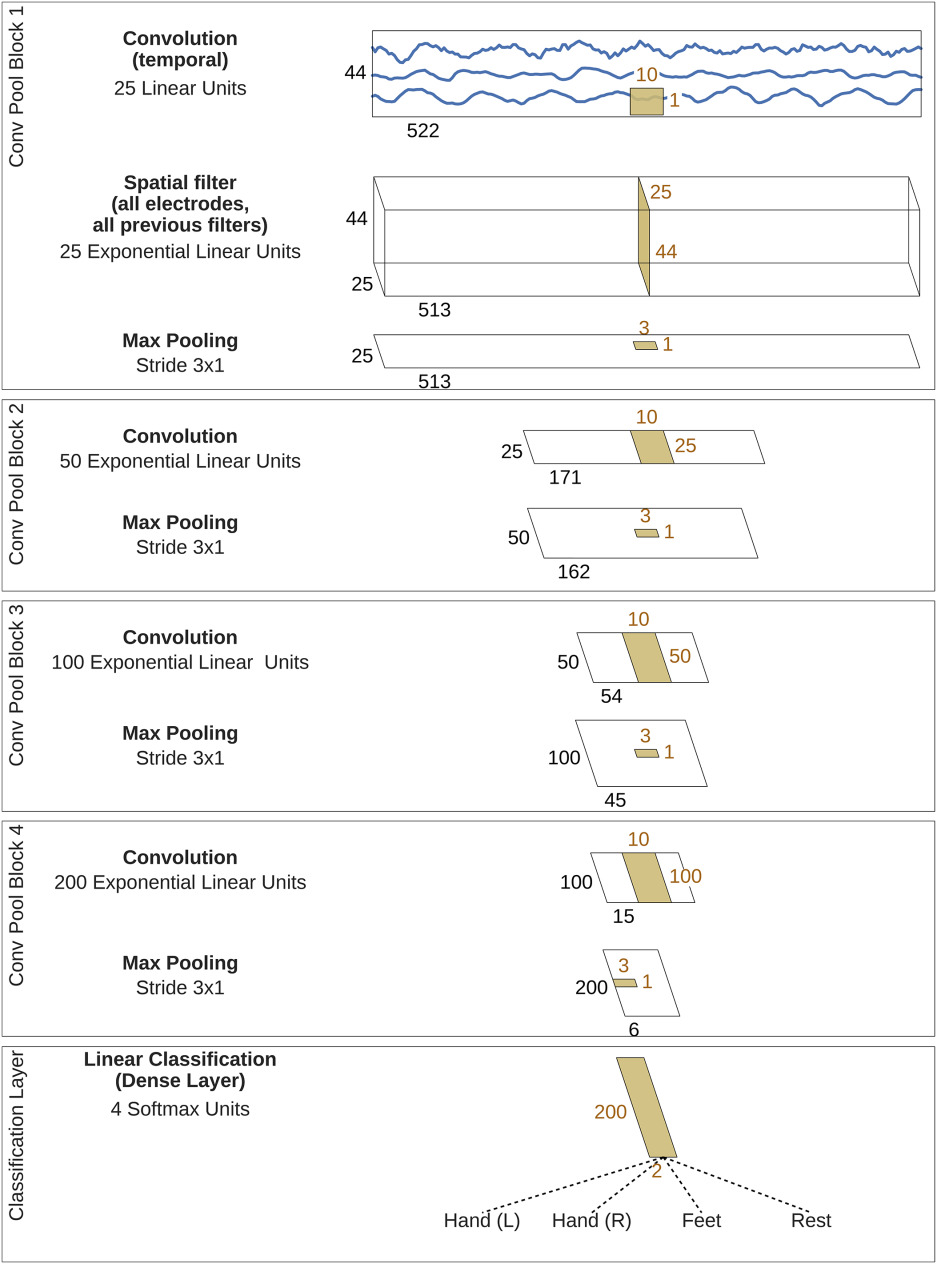 Conv Pool Block 1
Convolution
(temporal)
25 Linear Units
44
10
1
522
Spatial filter
(all electrodes,
all previous filters)
25 Exponential Linear Units
44
25
25
44
513
Max Pooling
Stride 3x1
25
3
1
513
Conv Pool Block 2
Convolution
50 Exponential Linear Units
25
10
25
171
Max Pooling
Stride 3x1
50
3
1
162
Conv Pool Block 3
Convolution
100 Exponential Linear  Units
50
10
50
54
Max Pooling
Stride 3x1
100
3
1
45
Conv Pool Block 4
Convolution
200 Exponential Linear Units
100
10
100
15
Max Pooling
Stride 3x1
200
3
1
6
Classification Layer
Linear Classification
(Dense Layer)
4 Softmax Units
200
2
Hand (L) Hand (R) Feet Rest